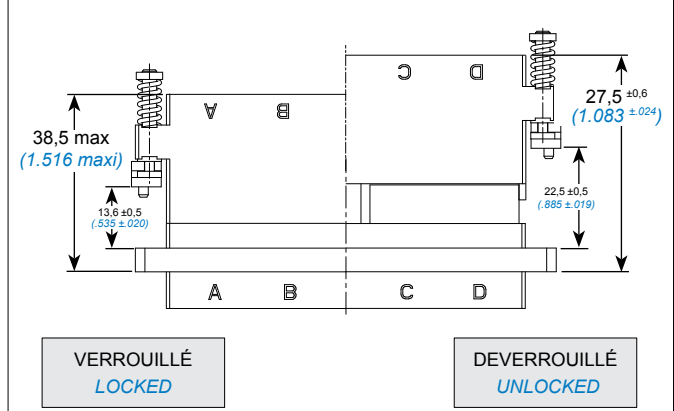 C D
A B
27,5 ±0,6
(1.083 ±.024)
38,5 max
(1.516 maxi)
22,5 ±0,5
(.885 ±.019)
13,6 ±0,5
(.535 ±.020)
A B C D
VERROUILLÉ
LOCKED
DEVERROUILLÉ
UNLOCKED